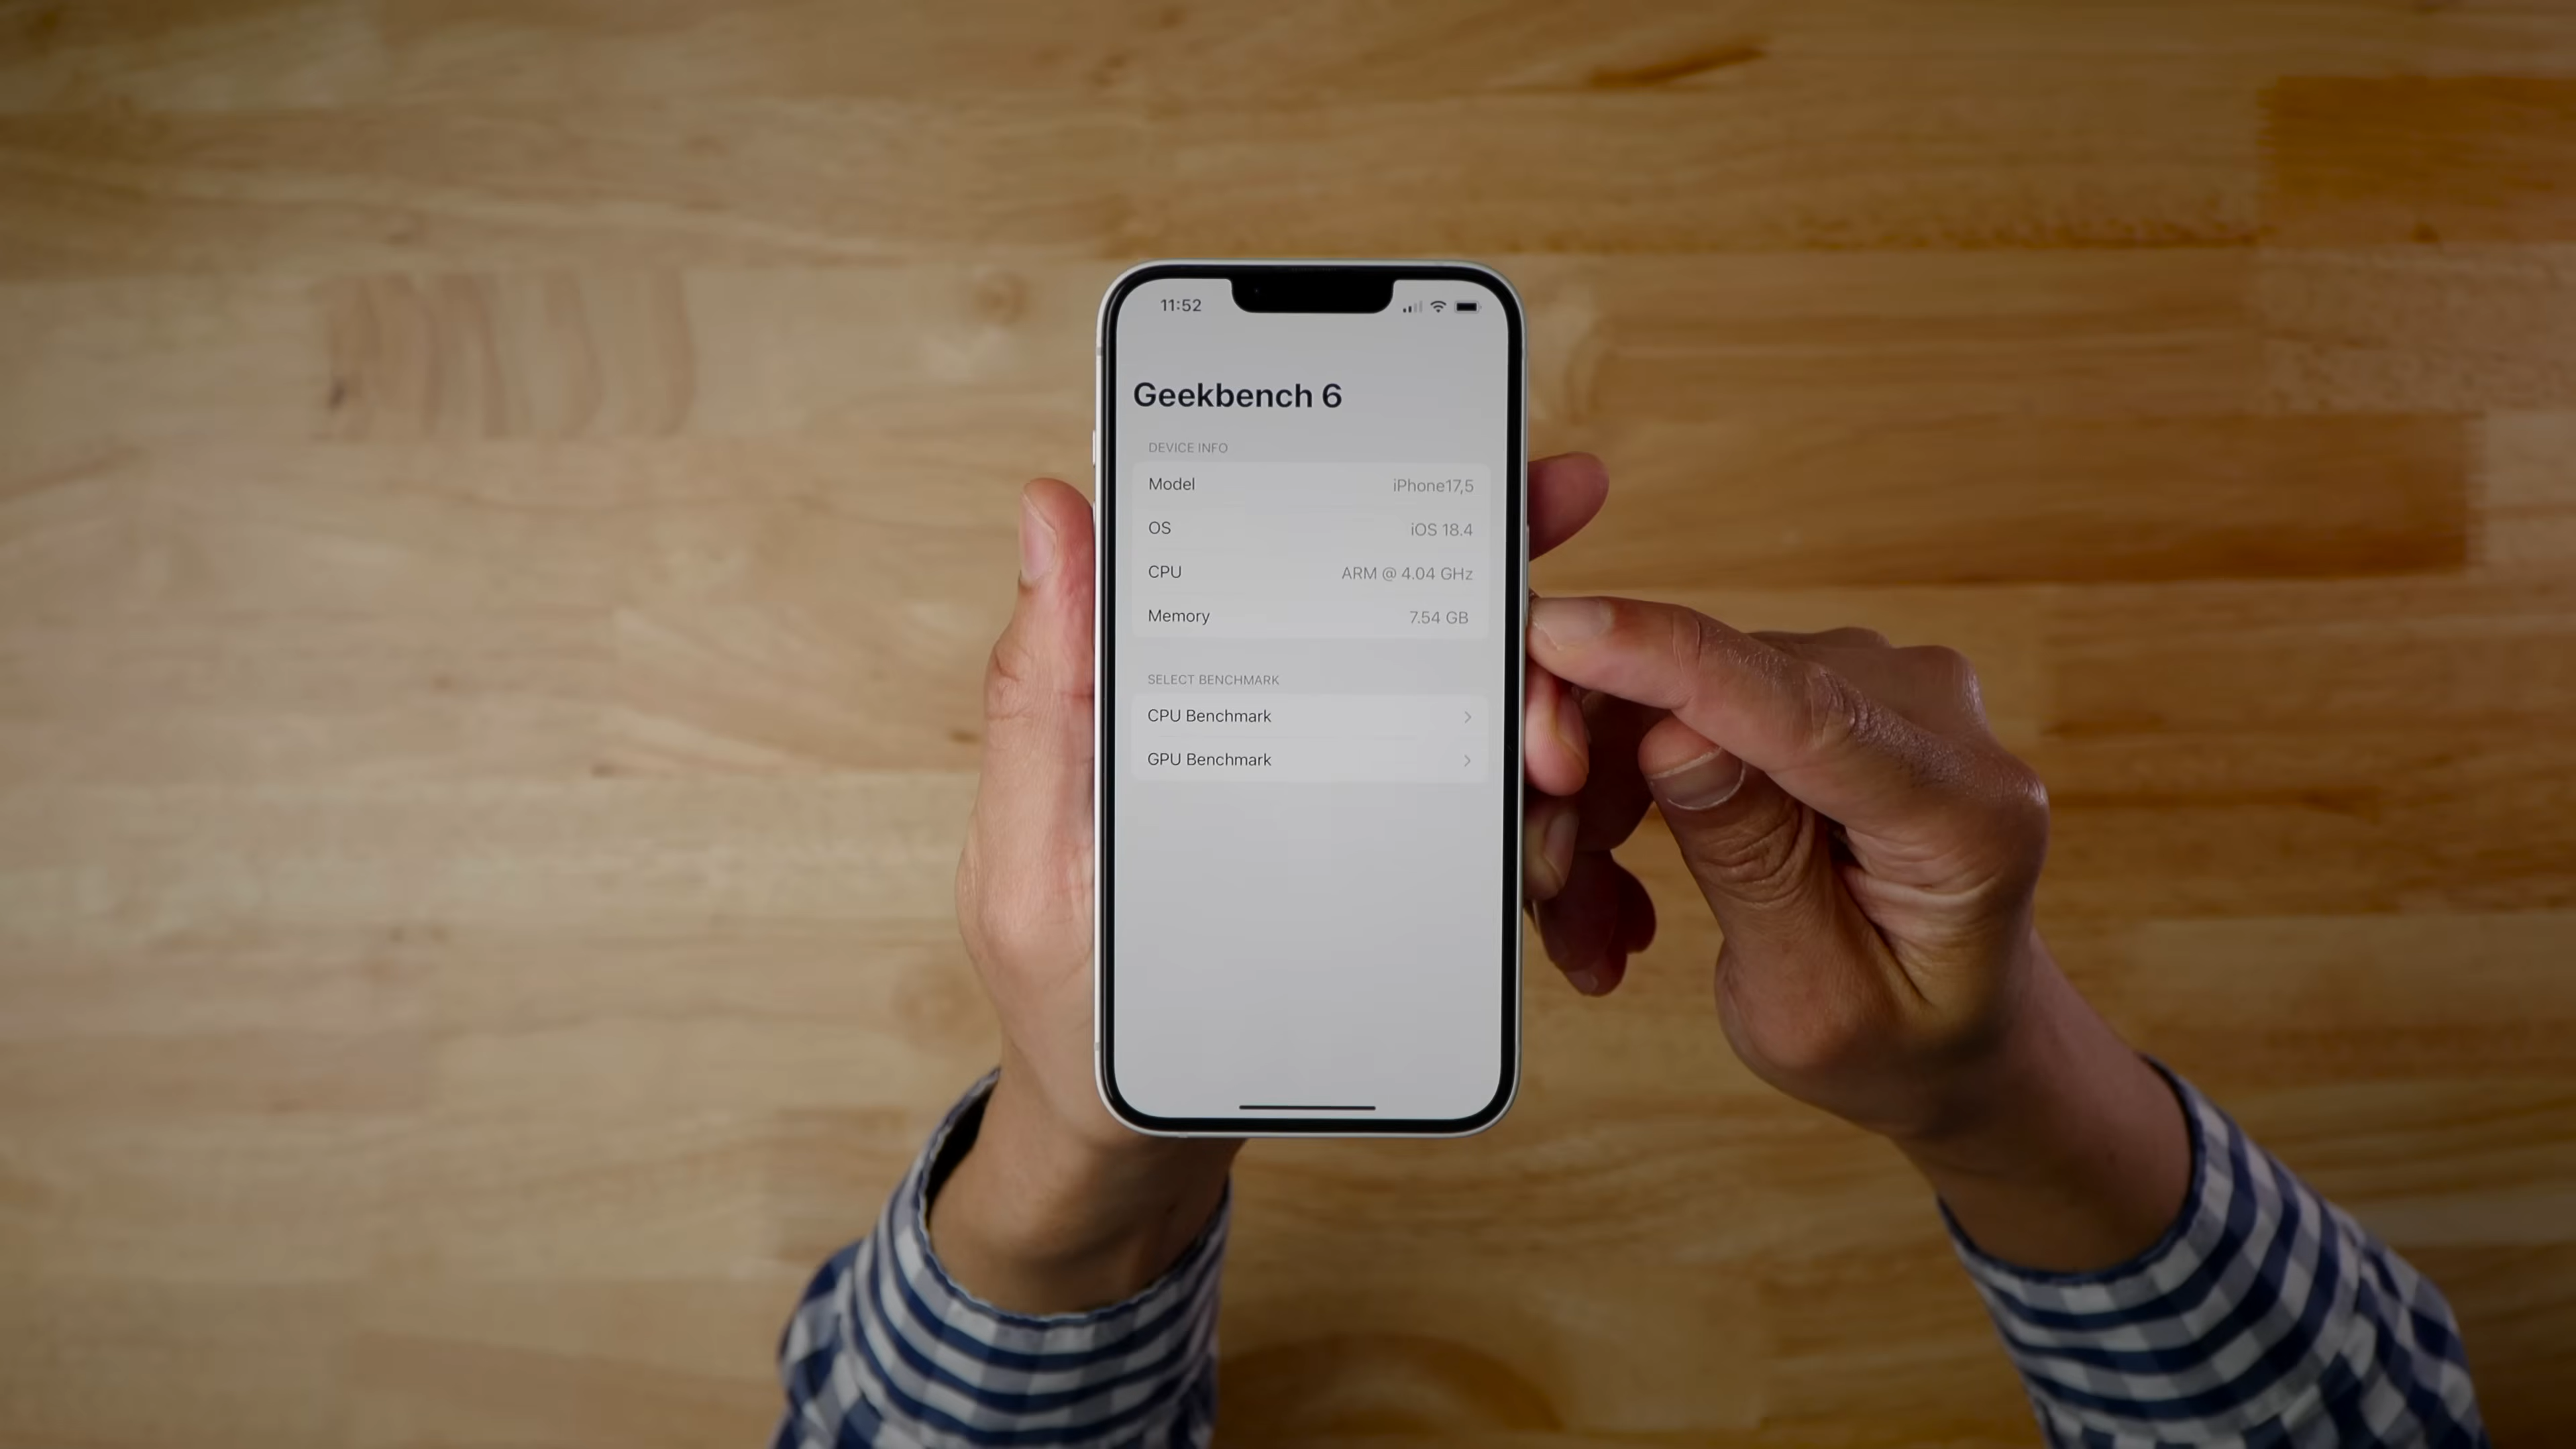 11:52
Geekbench 6
DEVICE INFO
Model iPhone17,5
OS iOS 18.4
CPU ARM @ 4.04 GHz
Memory 7.54 GB
SELECT BENCHMARK
CPU Benchmark
GPU Benchmark